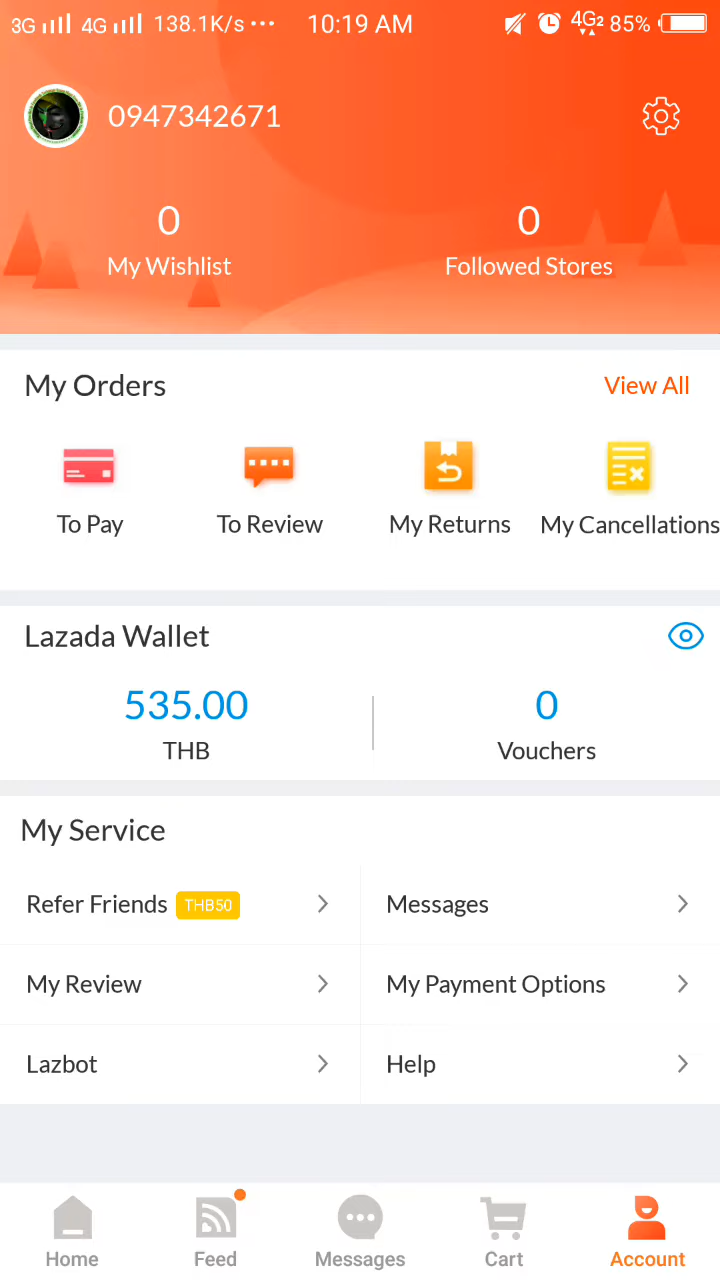 3G 4G 138.1K/s ··· 10:19 AM 4G2 85%
0947342671
0 0
My Wishlist Followed Stores
My Orders View All
To Pay To Review My Returns My Cancellations
Lazada Wallet
535.00 0
THB Vouchers
My Service
Refer Friends THB50 Messages
My Review My Payment Options
Lazbot Help
Home Feed Messages Cart Account